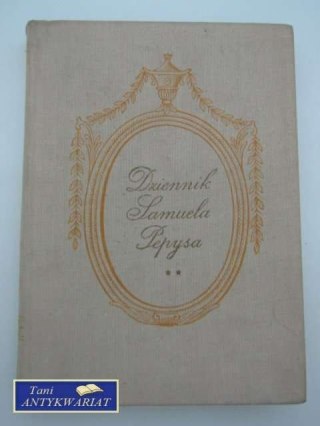 Dziennik
Samuela
Pepysa
**
Tani
ANTYKWARIAT